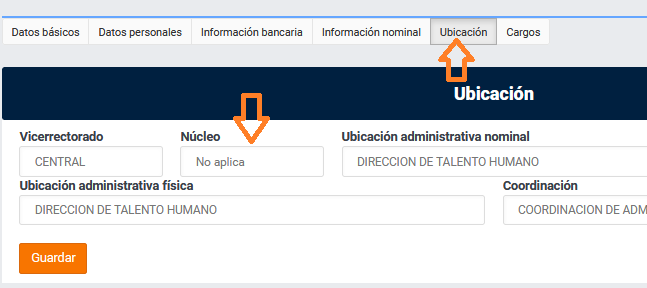 Datos básicos Datos personales Información bancaria Información nominal Ubicación Cargos
Ubicación
Vicerrectorado Núcleo Ubicación administrativa nominal
CENTRAL No aplica DIRECCION DE TALENTO HUMANO
Ubicación administrativa física Coordinación
DIRECCION DE TALENTO HUMANO COORDINACION DE ADM
Guardar